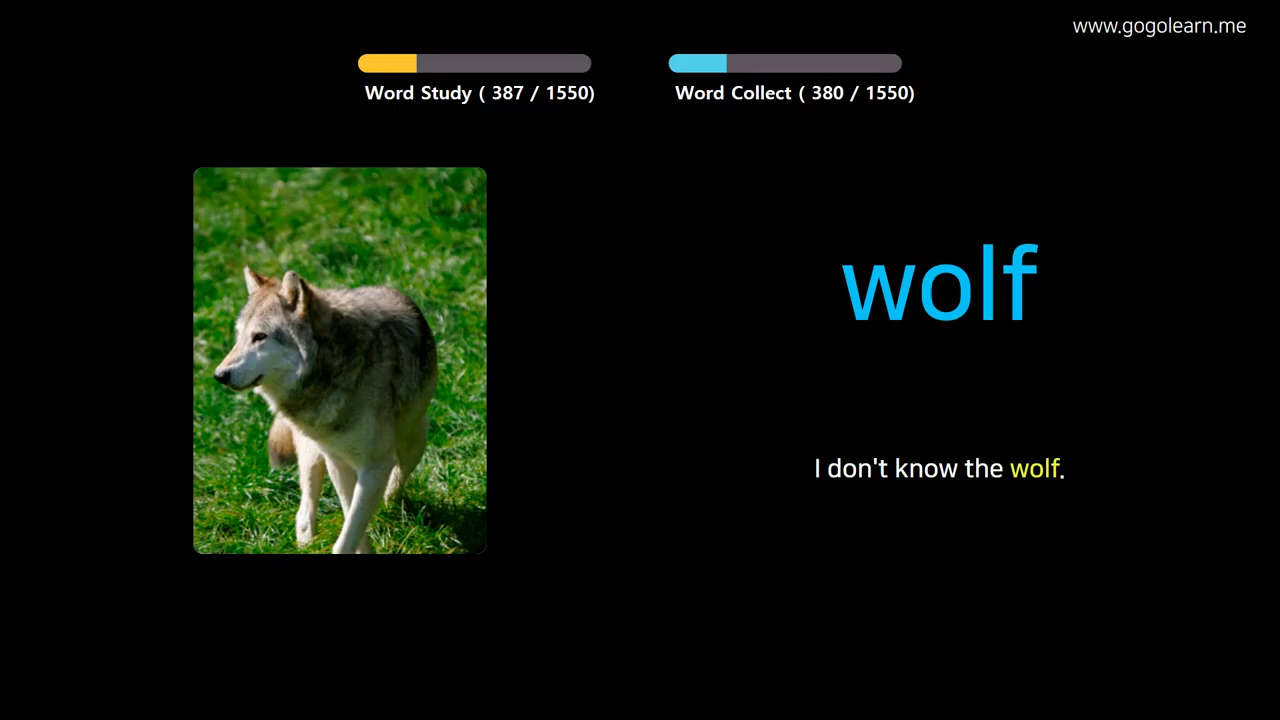 www.gogolearn.me
Word Study ( 387 / 1550)
Word Collect ( 380 / 1550)
wolf
I don't know the wolf.